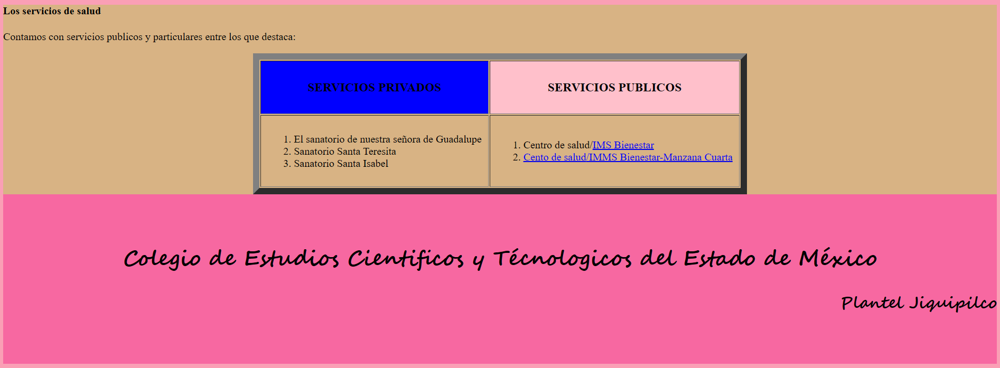 Los servicios de salud
Contamos con servicios publicos y particulares entre los que destaca:
SERVICIOS PRIVADOS
SERVICIOS PUBLICOS
1. El sanatorio de nuestra señora de Guadalupe
2. Sanatorio Santa Teresita
3. Sanatorio Santa Isabel
1. Centro de salud/IMS Bienestar
2. Cento de salud/IMMS Bienestar-Manzana Cuarta
Colegio de Estudios Cientificos y Técnologicos del Estado de México
Plantel Jiquipilco